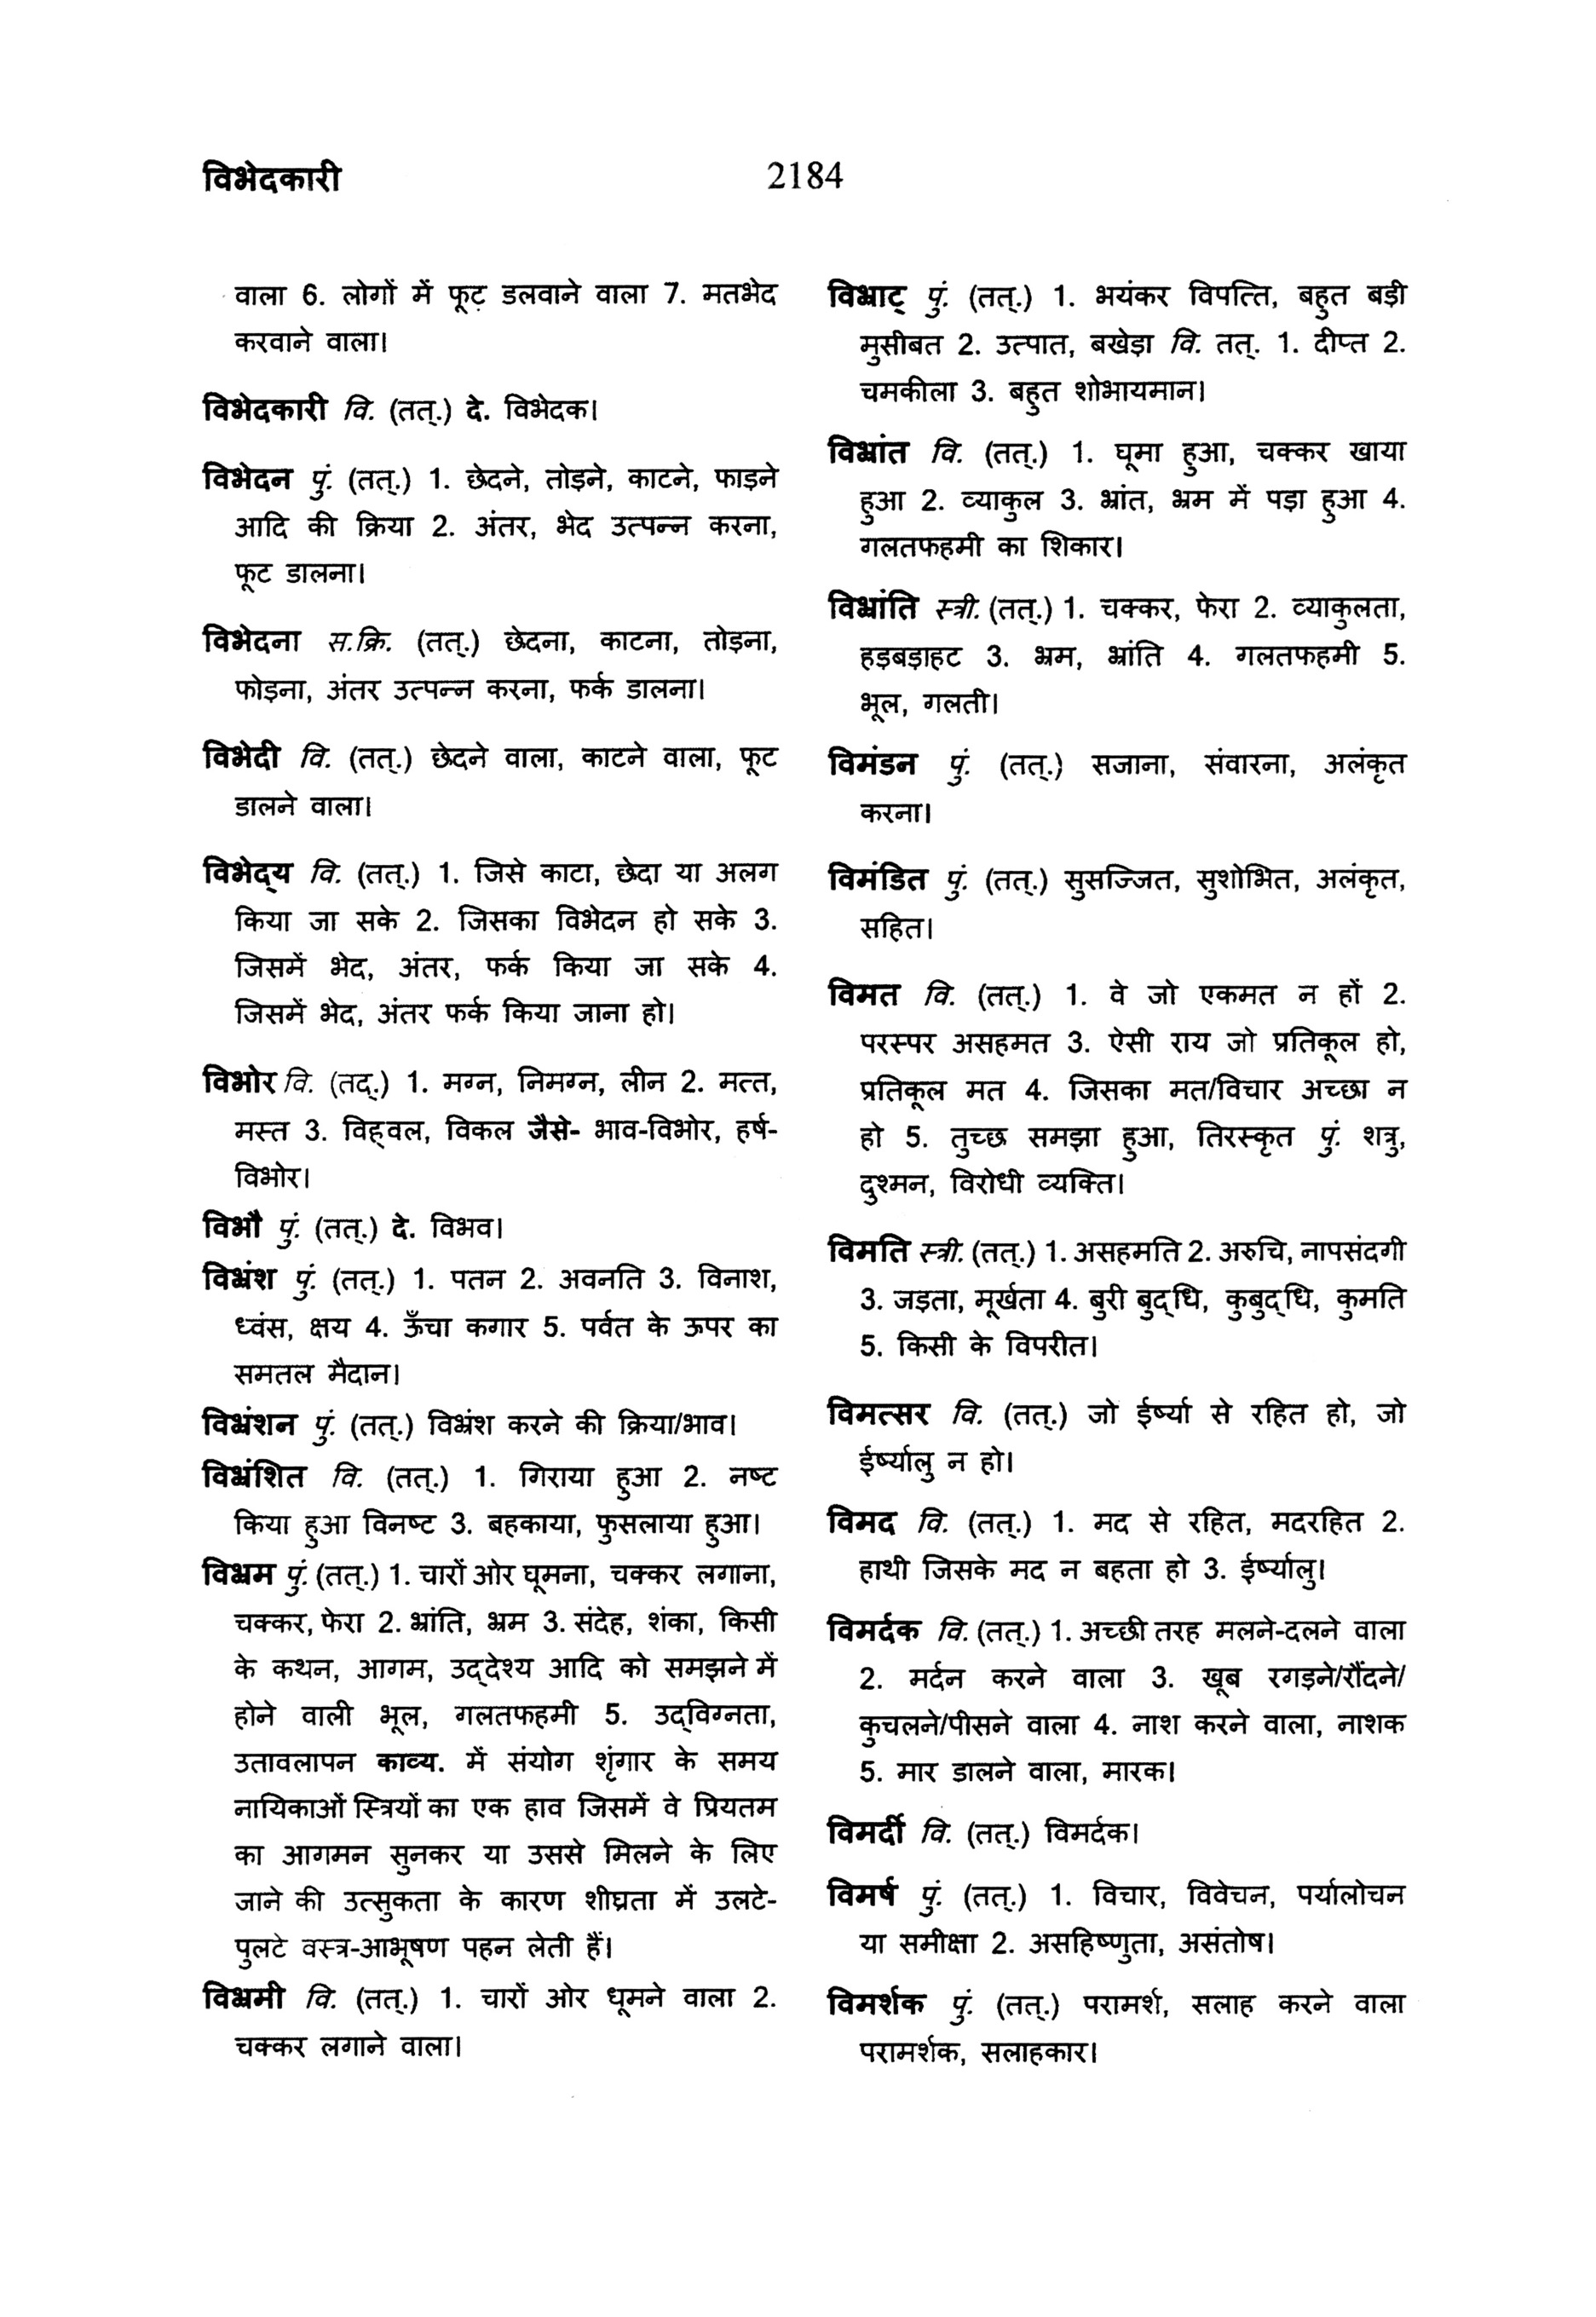 विभेदकारी
2184
वाला 6. लोगों में फूट डलवाने वाला 7. मतभेद
करवाने वाला।
विभेदकारी वि. (तत्.) दे. विभेदक।
विभेदन पुं. (तत्.) 1. छेदने, तोड़ने, काटने, फाड़ने
आदि की क्रिया 2. अंतर, भेद उत्पन्न करना,
फूट डालना।
विभेदना स.क्रि. (तत्.) छेदना, काटना, तोड़ना,
फोड़ना, अंतर उत्पन्न करना, फर्क डालना।
विभेदी वि. (तत्.) छेदने वाला, काटने वाला, फूट
डालने वाला।
विभेद्‌य वि. (तत्.) 1. जिसे काटा, छेदा या अलग
किया जा सके 2. जिसका विभेदन हो सके 3.
जिसमें भेद, अंतर, फर्क किया जा सके 4.
जिसमें भेद, अंतर फर्क किया जाना हो।
विभोर वि. (तद्.) 1. मग्न, निमग्न, लीन 2. मत्त,
मस्त 3. विह्‌वल, विकल जैसे- भाव-विभोर, हर्ष-
विभोर।
विभौ पुं. (तत्.) दे. विभव।
विभ्रंश पुं. (तत्.) 1. पतन 2. अवनति 3. विनाश,
ध्वंस, क्षय 4. ऊँचा कगार 5. पर्वत के ऊपर का
समतल मैदान।
विभ्रंशन पुं. (तत्.) विभ्रंश करने की क्रिया/भाव।
विभ्रंशित वि. (तत्.) 1. गिराया हुआ 2. नष्ट
किया हुआ विनष्ट 3. बहकाया, फुसलाया हुआ।
विभ्रम पुं. (तत्.) 1. चारों ओर घूमना, चक्कर लगाना,
चक्कर, फेरा 2. भ्रांति, भ्रम 3. संदेह, शंका, किसी
के कथन, आगम, उद्‌देश्य आदि को समझने में
होने वाली भूल, गलतफहमी 5. उद्‌विग्नता,
उतावलापन काव्य. में संयोग शृंगार के समय
नायिकाओं स्त्रियों का एक हाव जिसमें वे प्रियतम
का आगमन सुनकर या उससे मिलने के लिए
जाने की उत्सुकता के कारण शीघ्रता में उलटे-
पुलटे वस्त्र-आभूषण पहन लेती हैं।
विभ्रमी वि. (तत्.) 1. चारों ओर धूमने वाला 2.
चक्कर लगाने वाला।
विभ्राट् पुं. (तत्.) 1. भयंकर विपत्ति, बहुत बड़ी
मुसीबत 2. उत्पात, बखेड़ा वि. तत्. 1. दीप्त 2.
चमकीला 3. बहुत शोभायमान।
विभ्रांत वि. (तत्.) 1. घूमा हुआ, चक्कर खाया
हुआ 2. व्याकुल 3. भ्रांत, भ्रम में पड़ा हुआ 4.
गलतफहमी का शिकार।
विभ्रांति स्त्री. (तत्.) 1. चक्कर, फेरा 2. व्याकुलता,
हड़बड़ाहट 3. भ्रम, भ्रांति 4. गलतफहमी 5.
भूल, गलती।
विमंडन पुं. (तत्.) सजाना, संवारना, अलंकृत
करना।
विमंडित पुं. (तत्.) सुसज्जित, सुशोभित, अलंकृत,
सहित।
विमत वि. (तत्.) 1. वे जो एकमत न हों 2.
परस्पर असहमत 3. ऐसी राय जो प्रतिकूल हो,
प्रतिकूल मत 4. जिसका मत/विचार अच्छा न
हो 5. तुच्छ समझा हुआ, तिरस्कृत पुं. शत्रु,
दुश्मन, विरोधी व्यक्ति।
विमति स्त्री. (तत्.) 1. असहमति 2. अरुचि, नापसंदगी
3. जड़ता, मूर्खता 4. बुरी बुद्‌धि, कुबुद्‌धि, कुमति
5. किसी के विपरीत।
विमत्सर वि. (तत्.) जो ईर्ष्या से रहित हो, जो
ईर्ष्यालु न हो।
विमद वि. (तत्.) 1. मद से रहित, मदरहित 2.
हाथी जिसके मद न बहता हो 3. ईर्ष्यालु।
विमर्दक वि. (तत्.) 1. अच्छी तरह मलने-दलने वाला
2. मर्दन करने वाला 3. खूब रगड़ने/रौंदने/
कुचलने/पीसने वाला 4. नाश करने वाला, नाशक
5. मार डालने वाला, मारक।
विमर्दी वि. (तत्.) विमर्दक।
विमर्ष पुं. (तत्.) 1. विचार, विवेचन, पर्यालोचन
या समीक्षा 2. असहिष्णुता, असंतोष।
विमर्शक पुं. (तत्.) परामर्श, सलाह करने वाला
परामर्शक, सलाहकार।